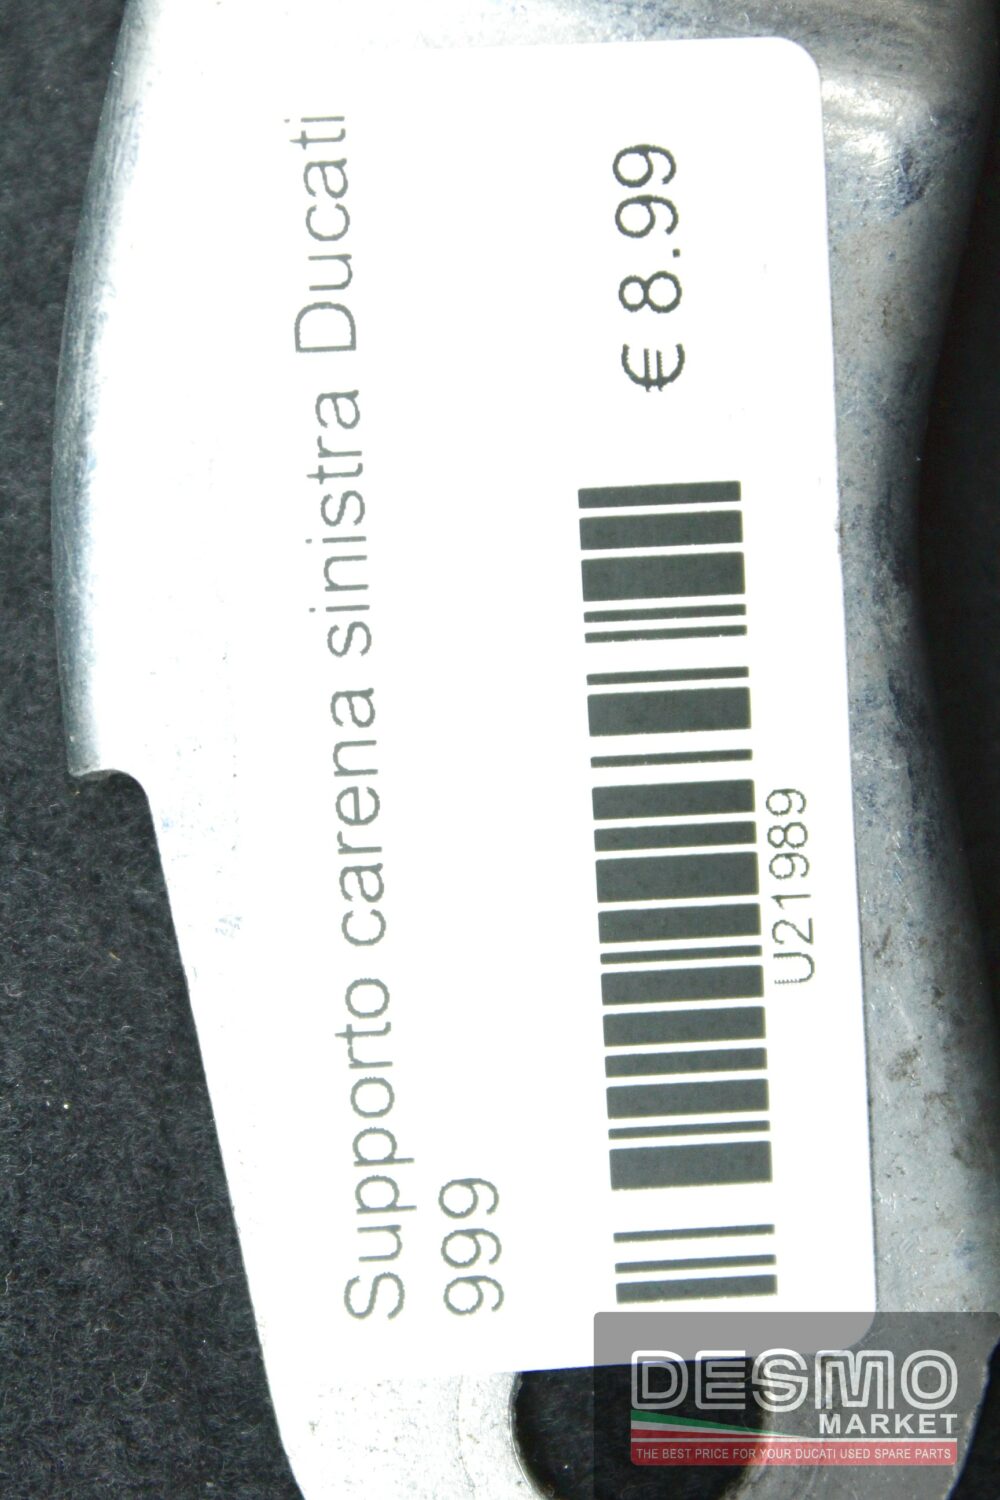 Supporto carena sinistra Ducati
999
€ 8.99
U21989
DESMO
MARKET
THE BEST PRICE FOR YOUR DUCATI USED SPARE PARTS